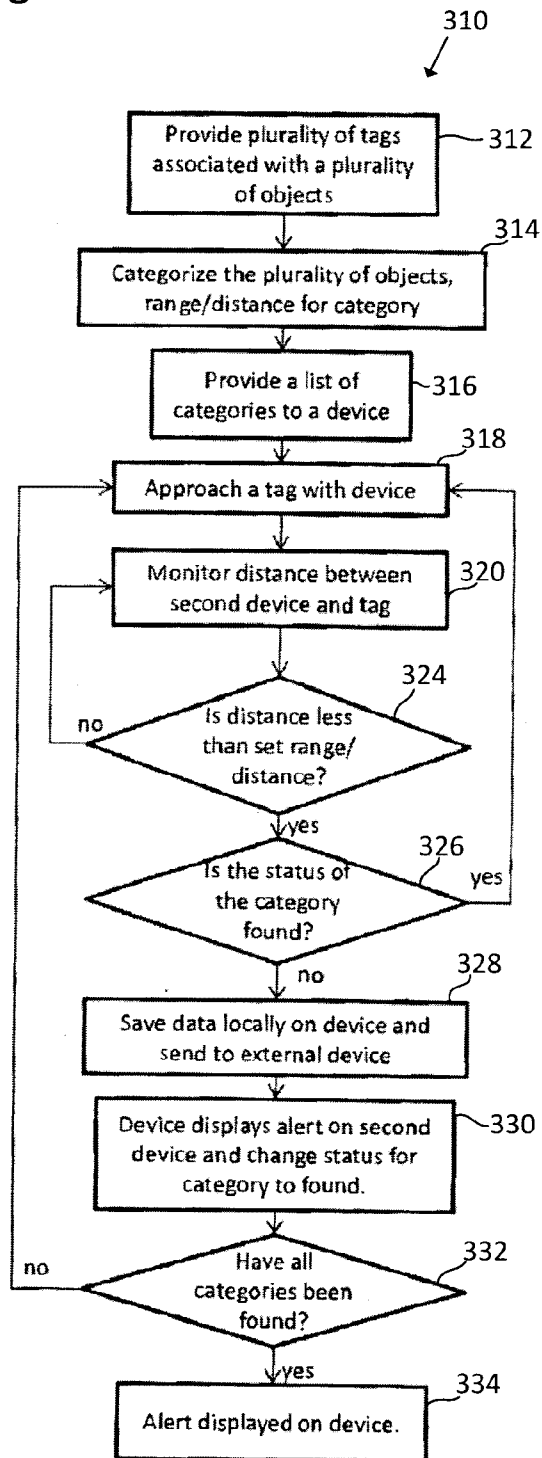 310
Provide plurality of tags
associated with a plurality
of objects
312
314
Categorize the plurality of objects,
range/distance for category
Provide a list of
categories to a device
316
318
Approach a tag with device
Monitor distance between
second device and tag
320
324
Is distance less
than set range/
distance?
no
yes
326
Is the status of
the category
found?
yes
no
328
Save data locally on device and
send to external device
Device displays alert on second
device and change status for
category to found.
330
332
Have all
categories been
found?
no
yes
334
Alert displayed on device.